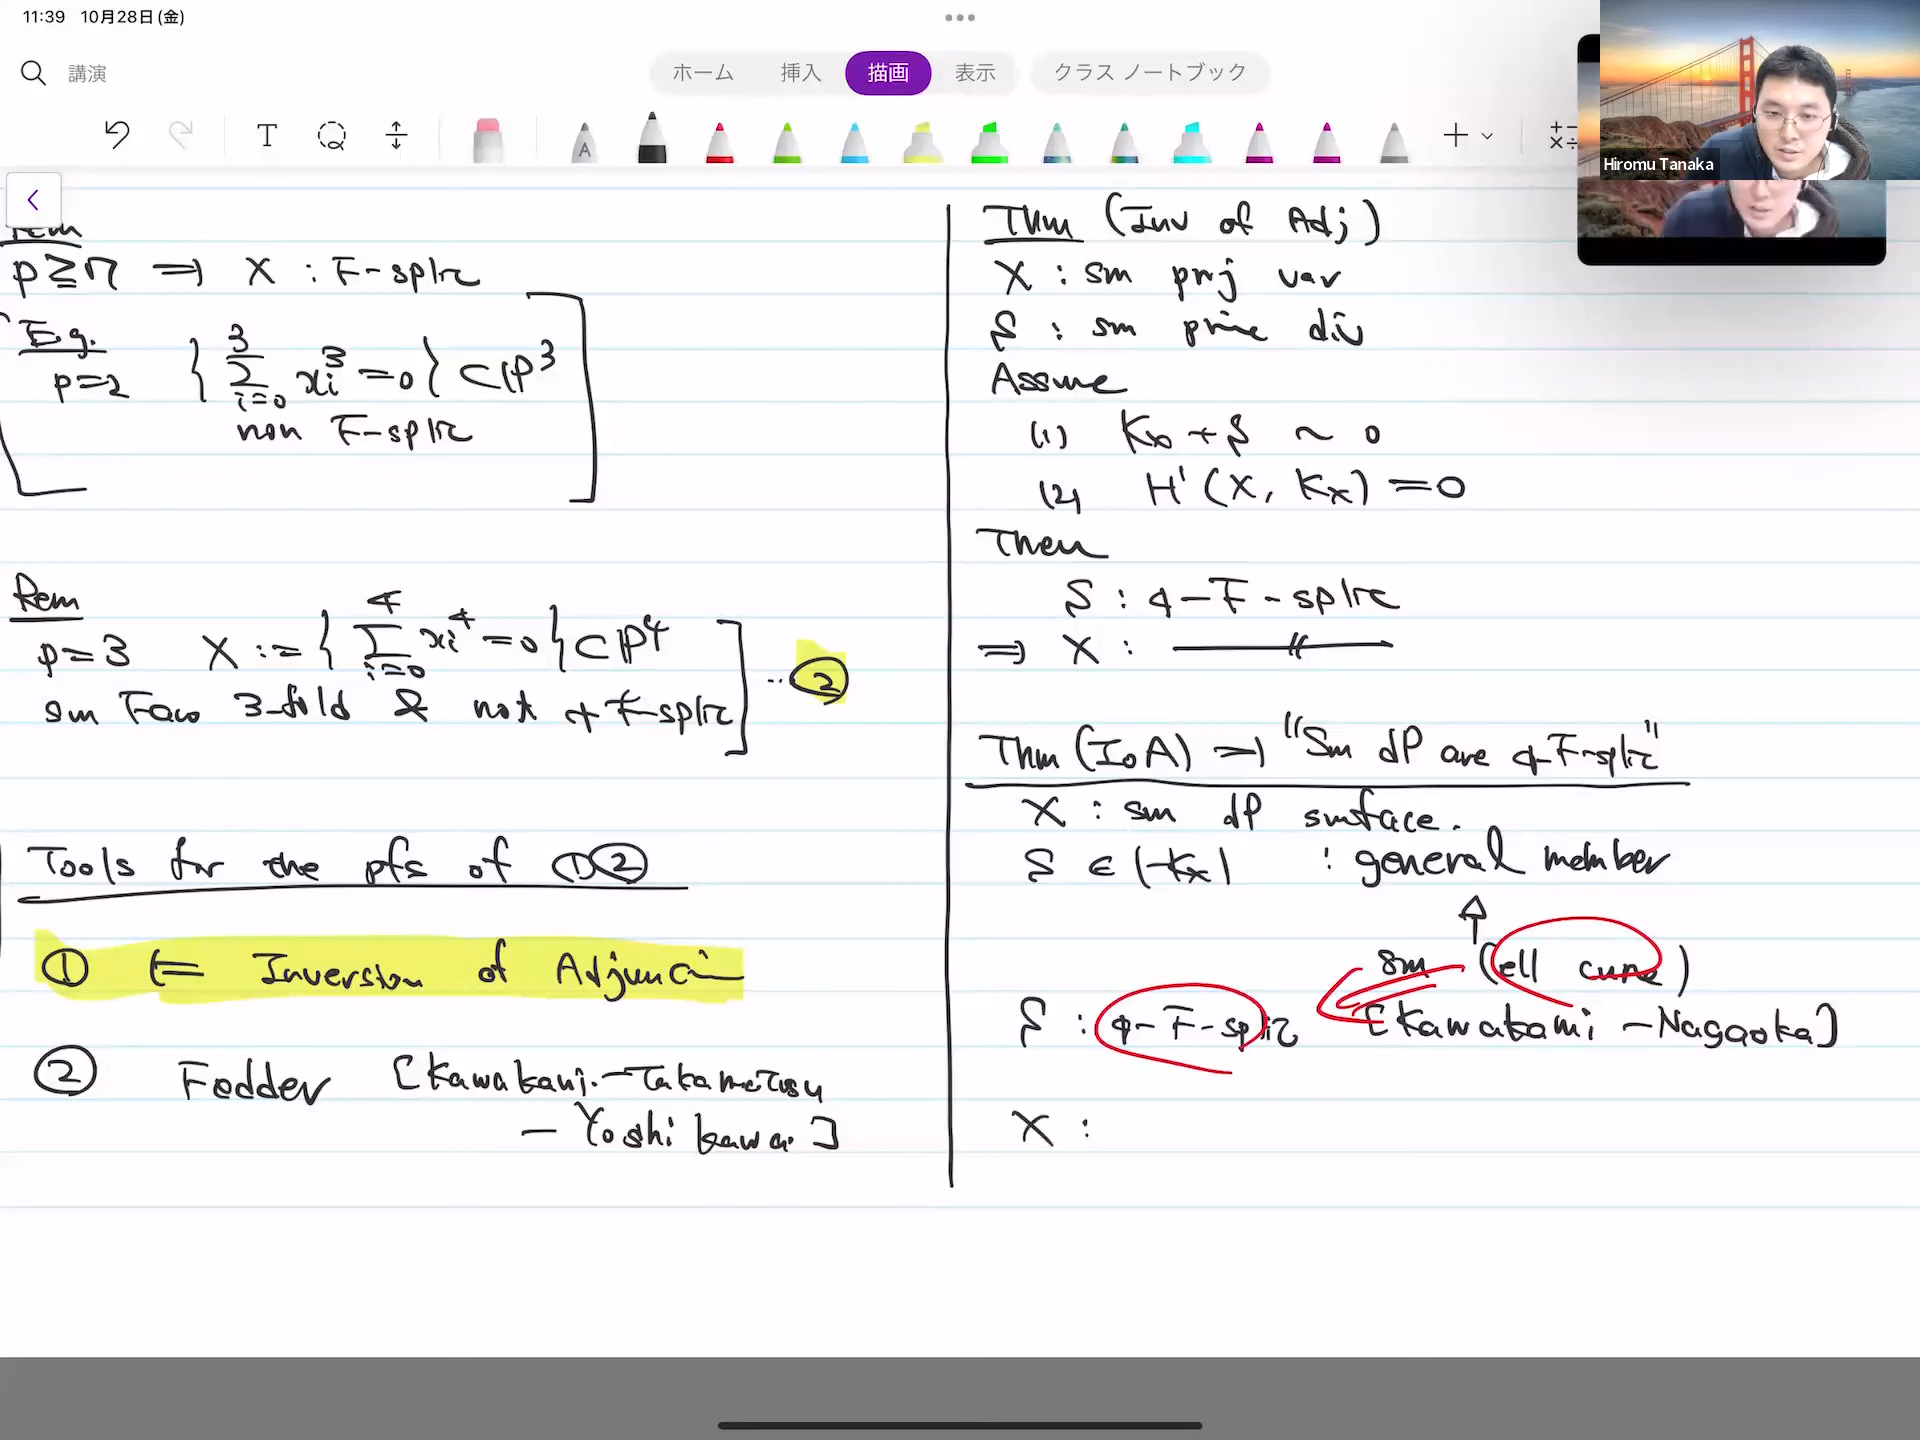 11:39 10月28日(金)
講演
ホーム 挿入 描画 表示 クラス ノートブック
Hiromu Tanaka
Rem
p≧7 ⇒ X : F-split
E.g.
p=2 { Σ_{i=0}^{3} x_i^3 = 0 } ⊂ P^3
non F-split
Rem
p=3 X := { Σ_{i=0}^{4} x_i^4 = 0 } ⊂ P^4
sm Fano 3-fold & not q-F-split ... ②
Tools for the pfs of ①②
① ⇐ Inversion of Adjunction
② Fedder [Kawakami-Takamatsu
- Yoshikawa]
Thm (Inv of Adj)
X : sm proj var
S : sm prime div
Assume
(1) K_X + S ~ 0
(2) H^1(X, K_X) = 0
Then
S : q-F-split
⇒ X : ——〃——
Thm (IoA) ⇒ "Sm dP are q-F-split"
X : sm dP surface.
S ∈ |-K_X| : general member
sm (ell curve)
S : q-F-split [Kawakami-Nagaoka]
X :